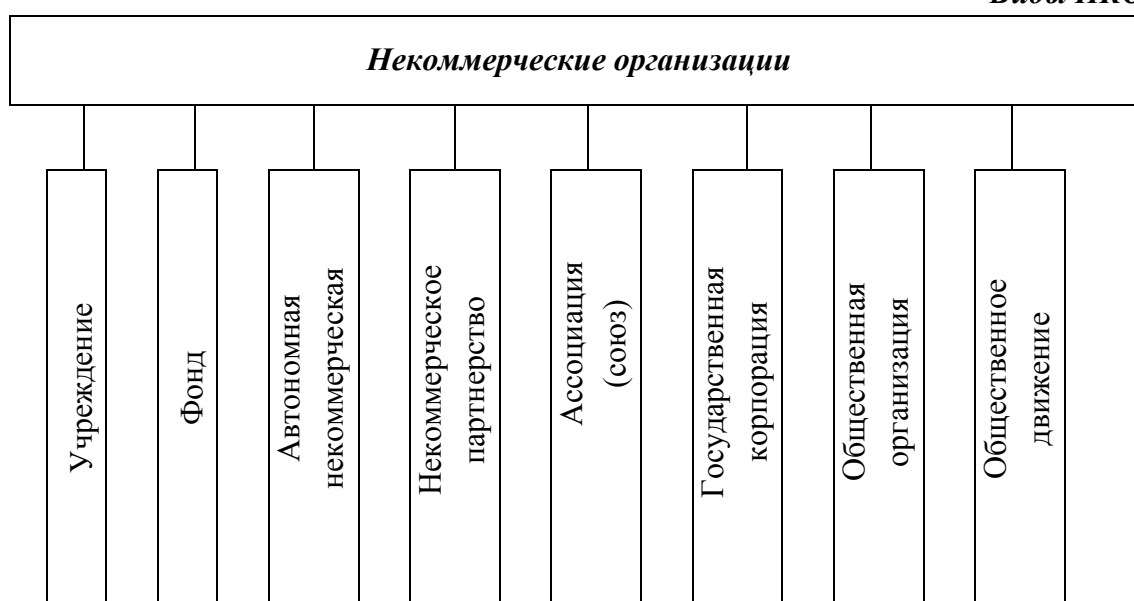 Некоммерческие организации
Учреждение
Фонд
Автономная
некоммерческая
Некоммерческое
партнерство
Ассоциация
(союз)
Государственная
корпорация
Общественная
организация
Общественное
движение